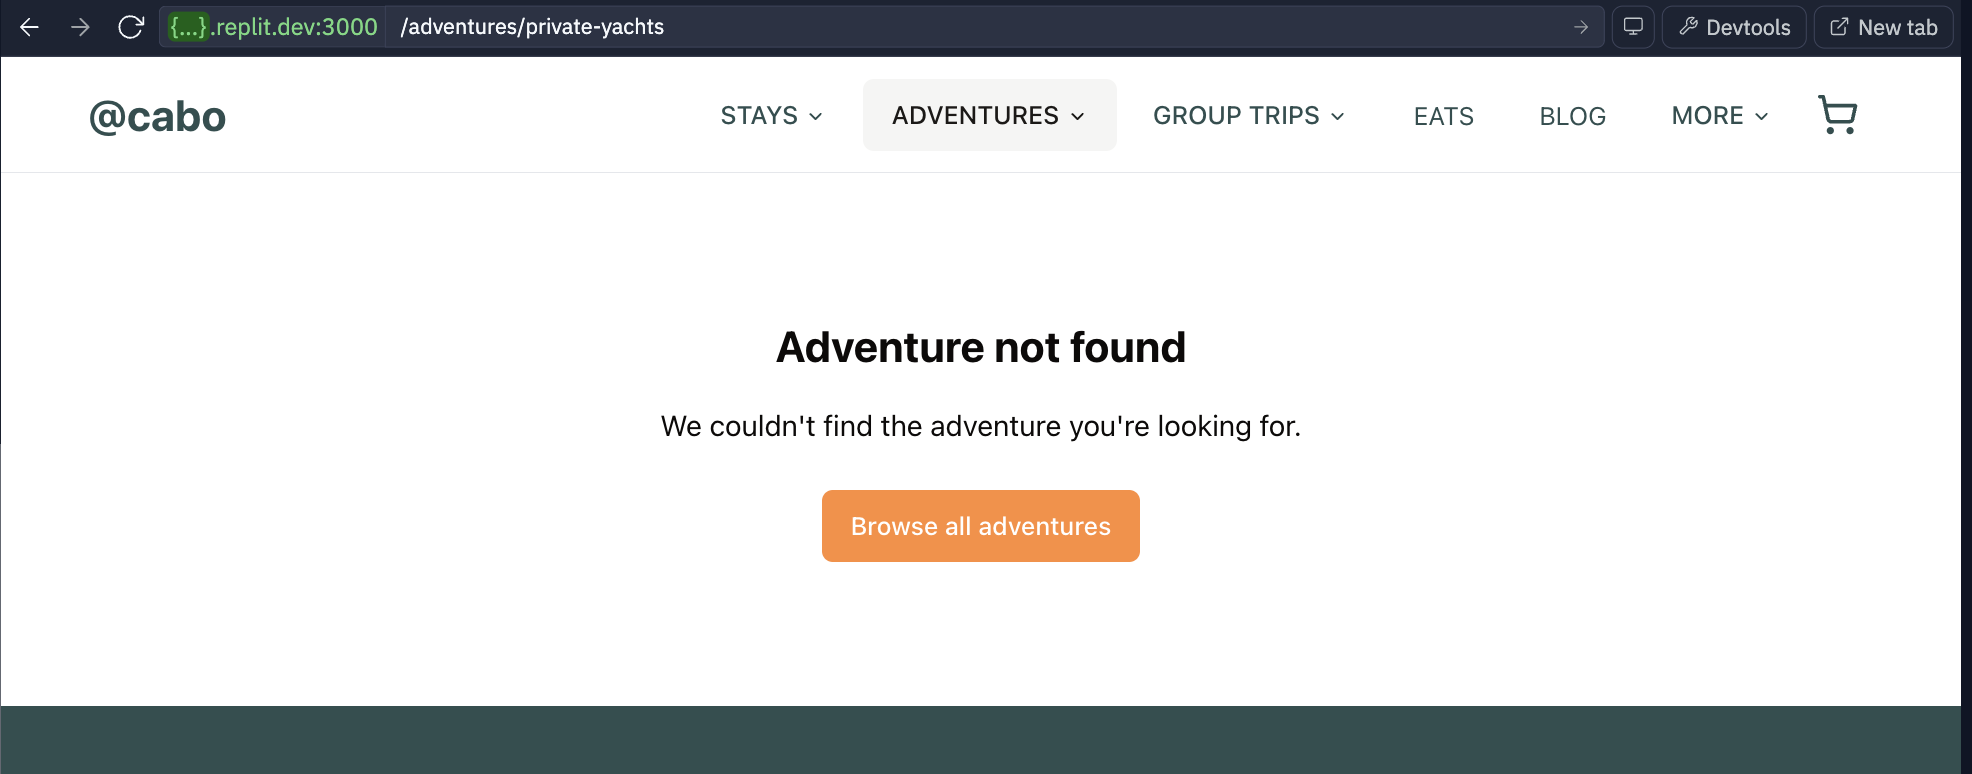 {...}.replit.dev:3000 /adventures/private-yachts Devtools New tab
@cabo STAYS ADVENTURES GROUP TRIPS EATS BLOG MORE
Adventure not found
We couldn't find the adventure you're looking for.
Browse all adventures